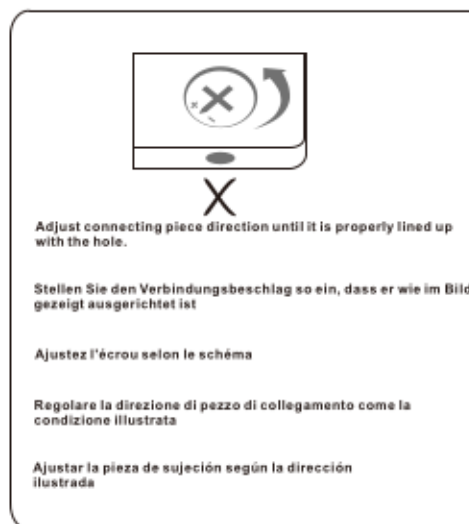 X
Adjust connecting piece direction until it is properly lined up
with the hole.
Stellen Sie den Verbindungsbeschlag so ein, dass er wie im Bild
gezeigt ausgerichtet ist
Ajustez l'écrou selon le schéma
Regolare la direzione di pezzo di collegamento come la
condizione illustrata
Ajustar la pieza de sujeción según la dirección
ilustrada